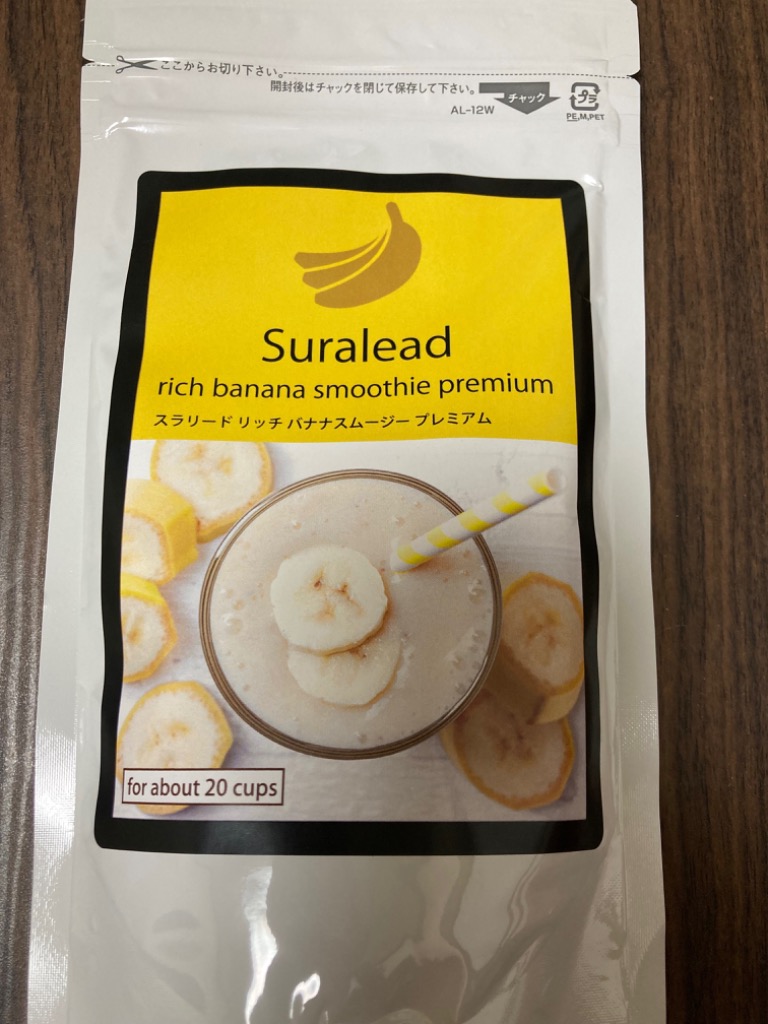 ここからお切り下さい。
開封後はチャックを閉じて保存して下さい。
チャック
AL-12W
プラ
PE,M,PET
Suralead
rich banana smoothie premium
スラリード リッチ バナナスムージー プレミアム
for about 20 cups